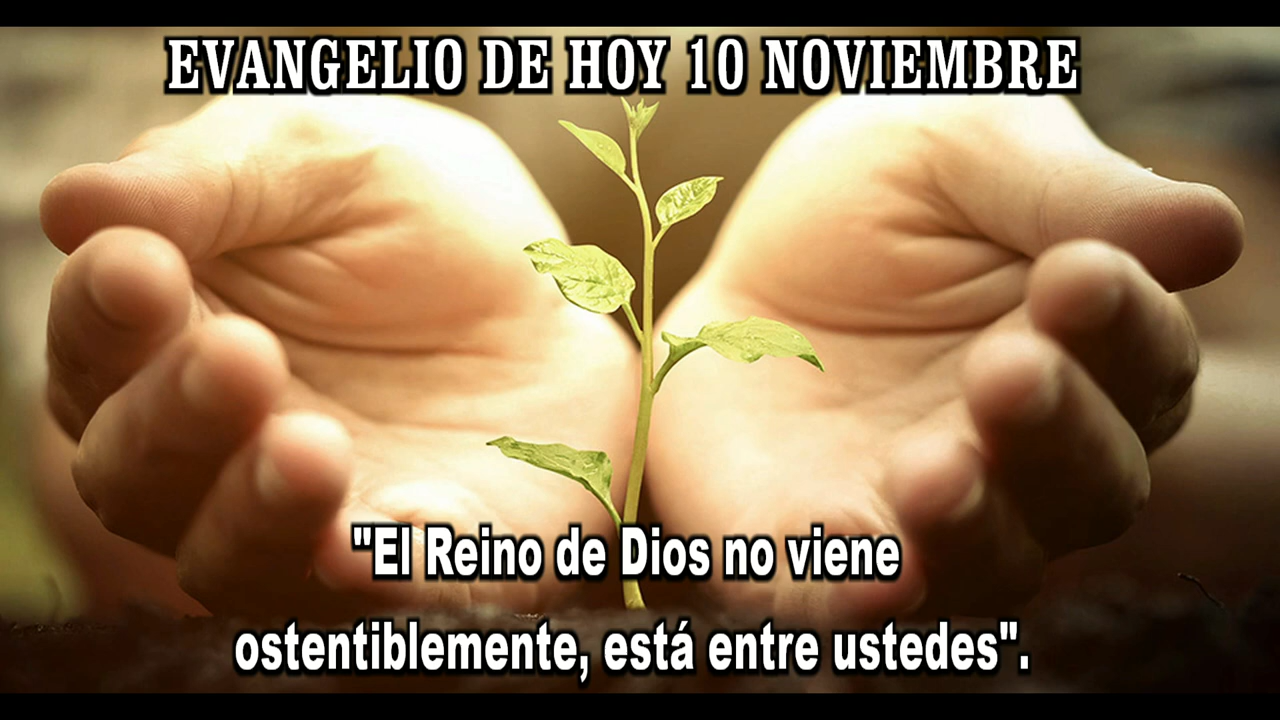 EVANGELIO DE HOY 10 NOVIEMBRE
"El Reino de Dios no viene
ostentiblemente, está entre ustedes".